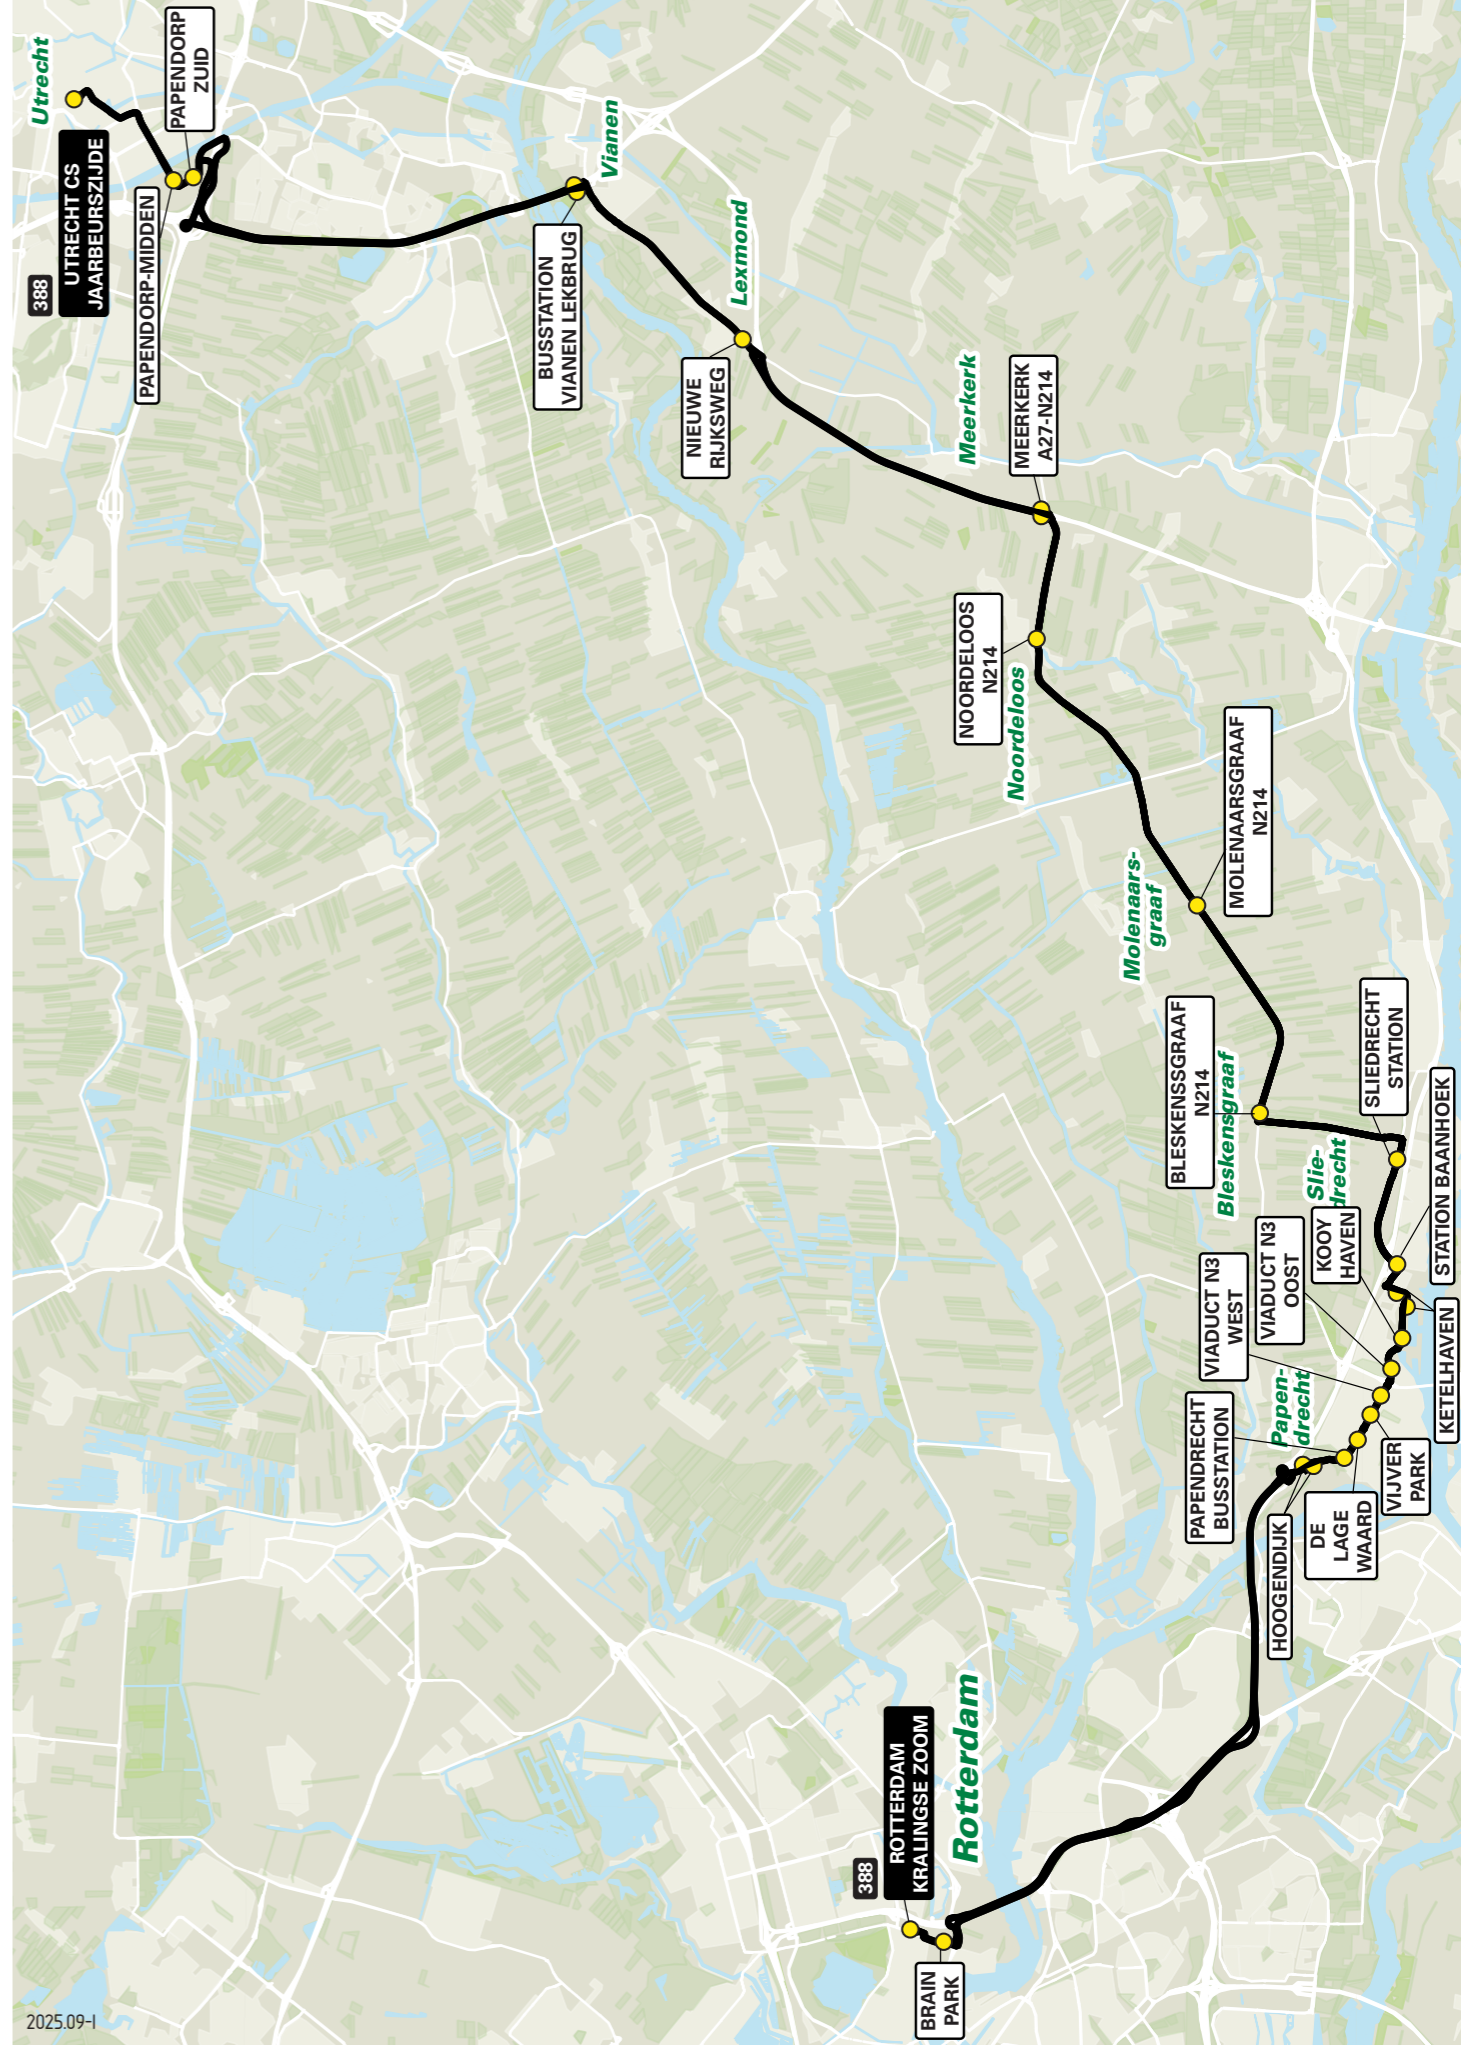 Utrecht
388
UTRECHT CS
JAARBEURSZIJDE
PAPENDORP
ZUID
PAPENDORP-MIDDEN
BUSSTATION
VIANEN LEKBRUG
Vianen
Lexmond
NIEUWE
RIJKSWEG
Meerkerk
MEERKERK
A27-N214
NOORDELOOS
N214
Noordeloos
MOLENAARSGRAAF
N214
Molenaars-
graaf
BLESKENSSGRAAF
N214
Bleskensgraaf
SLIEDRECHT
STATION
Slie-
drecht
STATION BAANHOEK
KETELHAVEN
KOOY
HAVEN
VIADUCT N3
OOST
VIADUCT N3
WEST
VIJVER
PARK
DE
LAGE
WAARD
PAPENDRECHT
BUSSTATION
Papen-
drecht
HOOGENDIJK
Rotterdam
388
ROTTERDAM
KRALINGSE ZOOM
BRAIN
PARK
2025.09-I